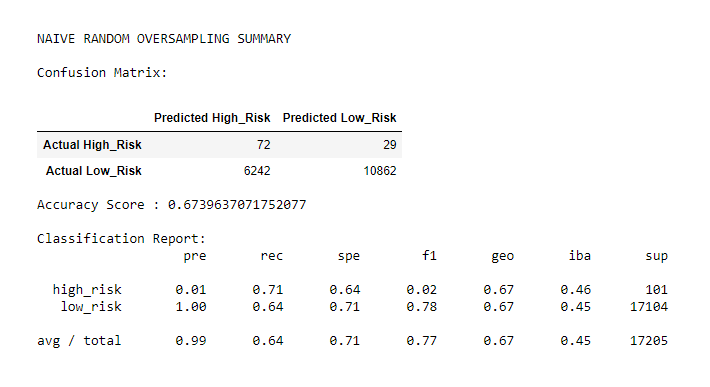 NAIVE RANDOM OVERSAMPLING SUMMARY
Confusion Matrix:
Predicted High_Risk Predicted Low_Risk
Actual High_Risk 72 29
Actual Low_Risk 6242 10862
Accuracy Score : 0.6739637071752077
Classification Report:
pre rec spe f1 geo iba sup
high_risk 0.01 0.71 0.64 0.02 0.67 0.46 101
low_risk 1.00 0.64 0.71 0.78 0.67 0.45 17104
avg / total 0.99 0.64 0.71 0.77 0.67 0.45 17205